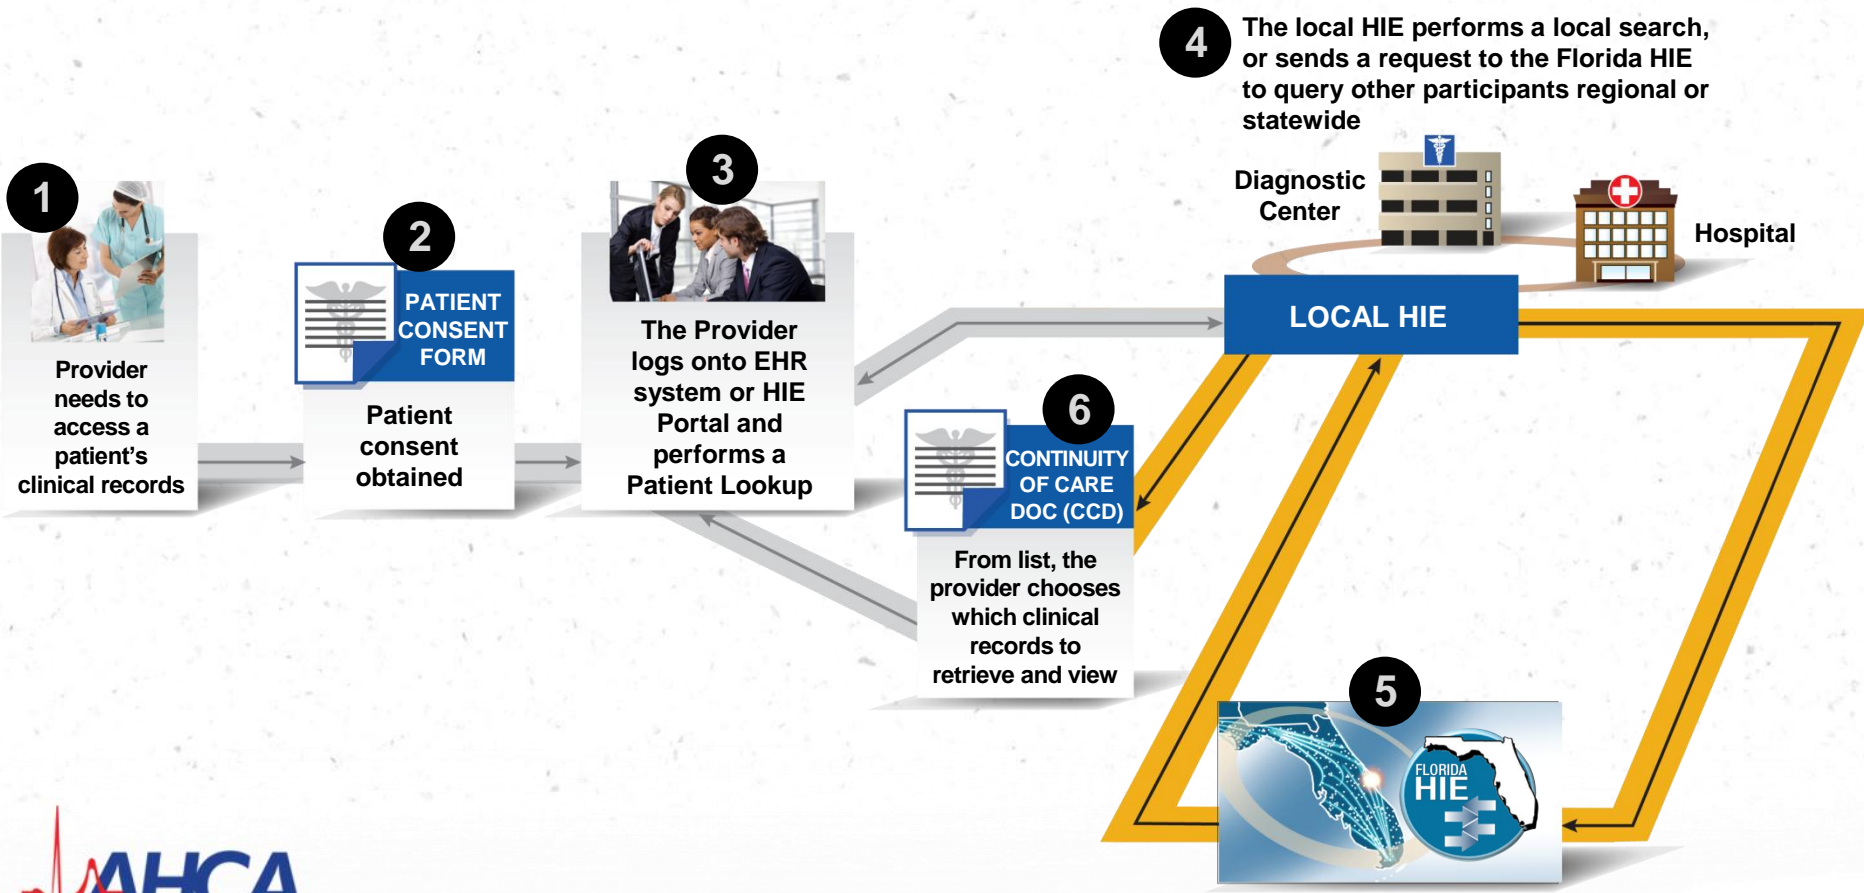 1
Provider
needs to
access a
patient's
clinical records
2
PATIENT
CONSENT
FORM
Patient
consent
obtained
3
The Provider
logs onto EHR
system or HIE
Portal and
performs a
Patient Lookup
4
The local HIE performs a local search,
or sends a request to the Florida HIE
to query other participants regional or
statewide
Diagnostic
Center
Hospital
LOCAL HIE
6
CONTINUITY
OF CARE
DOC (CCD)
From list, the
provider chooses
which clinical
records to
retrieve and view
5
FLORIDA
HIE
AHCA